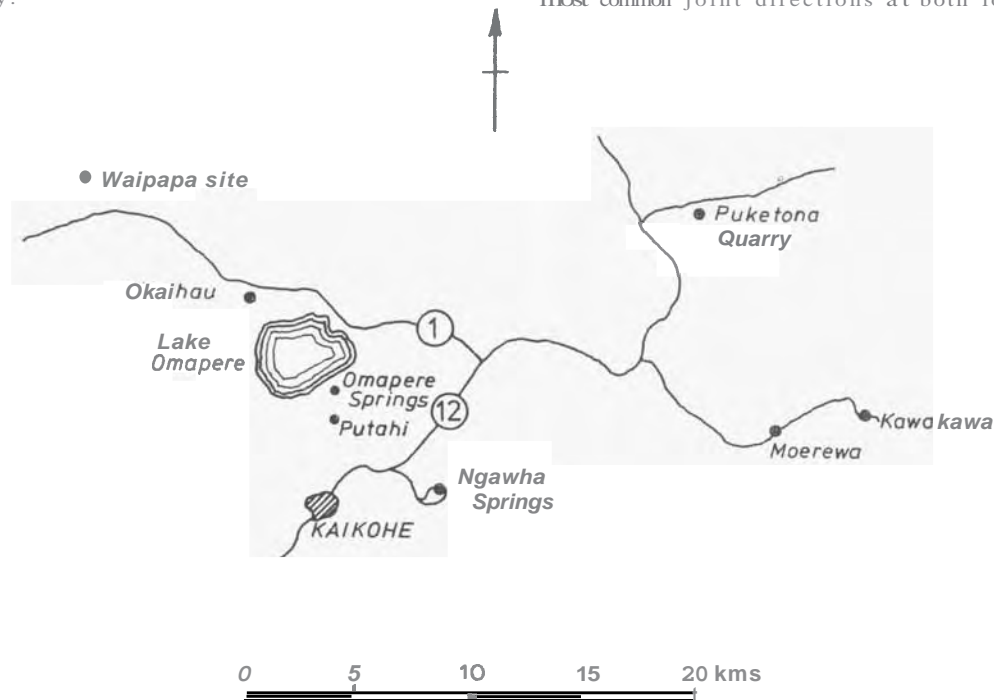 most common joint directions at both
Waipapa site
Puketona
Quarry
Okaihau
Lake
Omapere
1
Omapere
Springs
12
Putahi
Kawakawa
Moerewa
Ngawha
Springs
KAIKOHE
0 5 10 15 20 kms